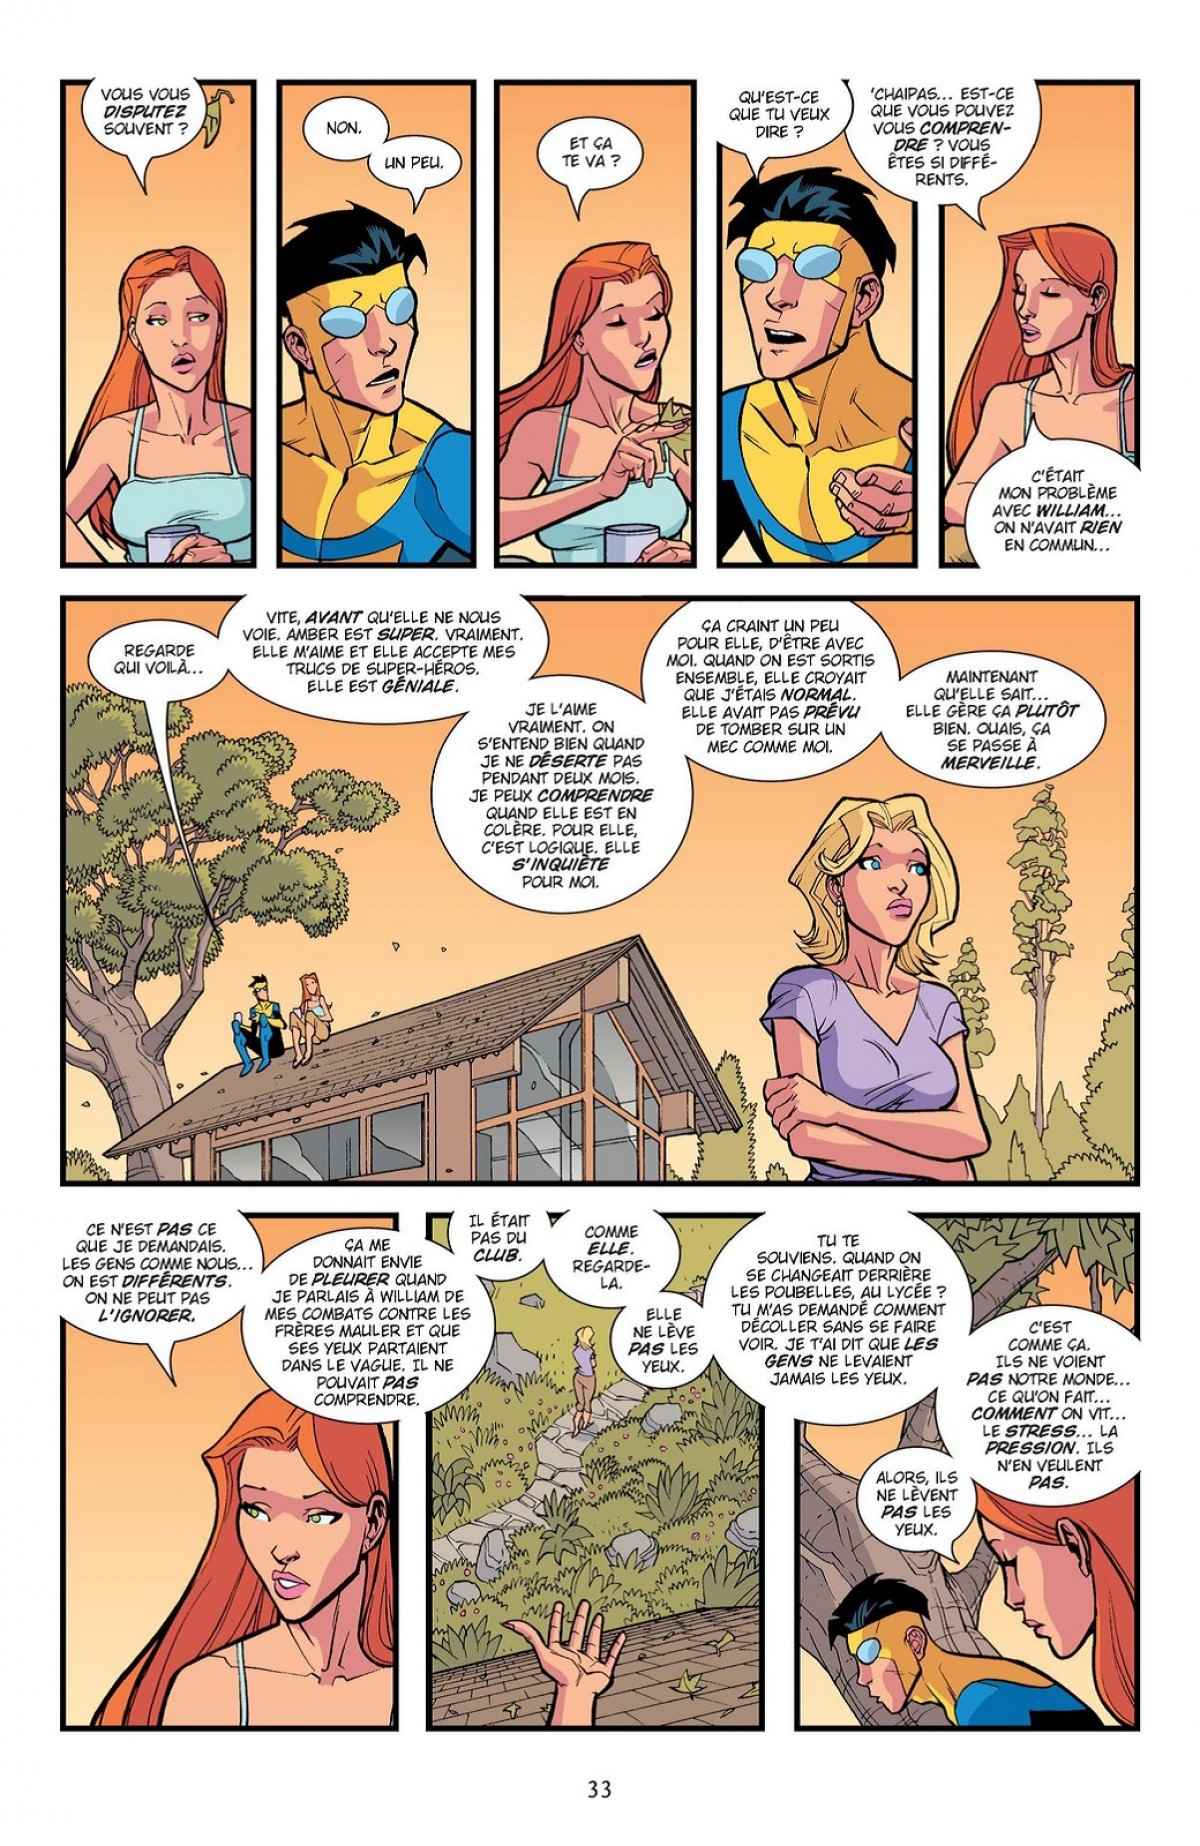 VOUS VOUS
DISPUTEZ
SOUVENT ?
NON.
UN PEU.
ET ÇA
TE VA ?
QU'EST-CE
QUE TU VEUX
DIRE ?
'CHAIPAS... EST-CE
QUE VOUS POUVEZ
VOUS COMPREN-
DRE ? VOUS
ÊTES SI DIFFÉ-
RENTS.
C'ÉTAIT
MON PROBLÈME
AVEC WILLIAM...
ON N'AVAIT RIEN
EN COMMUN...
REGARDE
QUI VOILÀ...
VITE, AVANT QU'ELLE NE NOUS
VOIE. AMBER EST SUPER. VRAIMENT.
ELLE M'AIME ET ELLE ACCEPTE MES
TRUCS DE SUPER-HÉROS.
ELLE EST GÉNIALE.
JE L'AIME
VRAIMENT. ON
S'ENTEND BIEN QUAND
JE NE DÉSERTE PAS
PENDANT DEUX MOIS.
JE PEUX COMPRENDRE
QUAND ELLE EST EN
COLÈRE. POUR ELLE,
C'EST LOGIQUE. ELLE
S'INQUIÈTE
POUR MOI.
ÇA CRAINT UN PEU
POUR ELLE, D'ÊTRE AVEC
MOI. QUAND ON EST SORTIS
ENSEMBLE, ELLE CROYAIT
QUE J'ÉTAIS NORMAL.
ELLE AVAIT PAS PRÉVU
DE TOMBER SUR UN
MEC COMME MOI.
MAINTENANT
QU'ELLE SAIT...
ELLE GÈRE ÇA PLUTÔT
BIEN. OUAIS, ÇA
SE PASSE À
MERVEILLE.
CE N'EST PAS CE
QUE JE DEMANDAIS.
LES GENS COMME NOUS...
ON EST DIFFÉRENTS.
ON NE PEUT PAS
L'IGNORER.
ÇA ME
DONNAIT ENVIE
DE PLEURER QUAND
JE PARLAIS À WILLIAM DE
MES COMBATS CONTRE LES
FRÈRES MAULER ET QUE
SES YEUX PARTAIENT
DANS LE VAGUE. IL NE
POUVAIT PAS
COMPRENDRE.
IL ÉTAIT
PAS DU
CLUB.
COMME
ELLE.
REGARDE-
LA.
ELLE
NE LÈVE
PAS LES
YEUX.
TU TE
SOUVIENS. QUAND ON
SE CHANGEAIT DERRIÈRE
LES POUBELLES, AU LYCÉE ?
TU M'AS DEMANDÉ COMMENT
DÉCOLLER SANS SE FAIRE
VOIR. JE T'AI DIT QUE LES
GENS NE LEVAIENT
JAMAIS LES YEUX.
C'EST
COMME ÇA.
ILS NE VOIENT
PAS NOTRE MONDE...
CE QU'ON FAIT...
COMMENT ON VIT...
LE STRESS... LA
PRESSION. ILS
N'EN VEULENT
PAS.
ALORS, ILS
NE LÈVENT
PAS LES
YEUX.
33